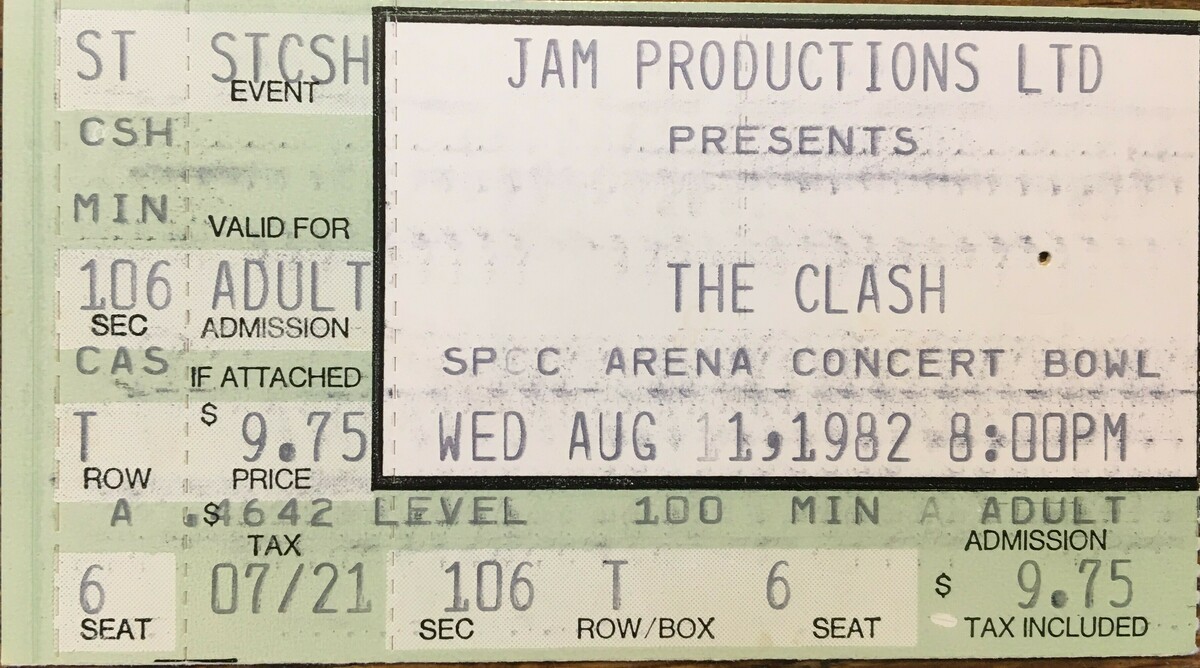 ST STCSH
EVENT
CSH
MIN
VALID FOR
106 ADULT
SEC ADMISSION
CAS IF ATTACHED
T $ 9.75
ROW PRICE
JAM PRODUCTIONS LTD
PRESENTS
THE CLASH
SPCC ARENA CONCERT BOWL
WED AUG 11,1982 8:00PM
A .$4642 LEVEL 100 MIN A ADULT
TAX ADMISSION
6 07/21 106 T 6 $ 9.75
SEAT SEC ROW/BOX SEAT TAX INCLUDED